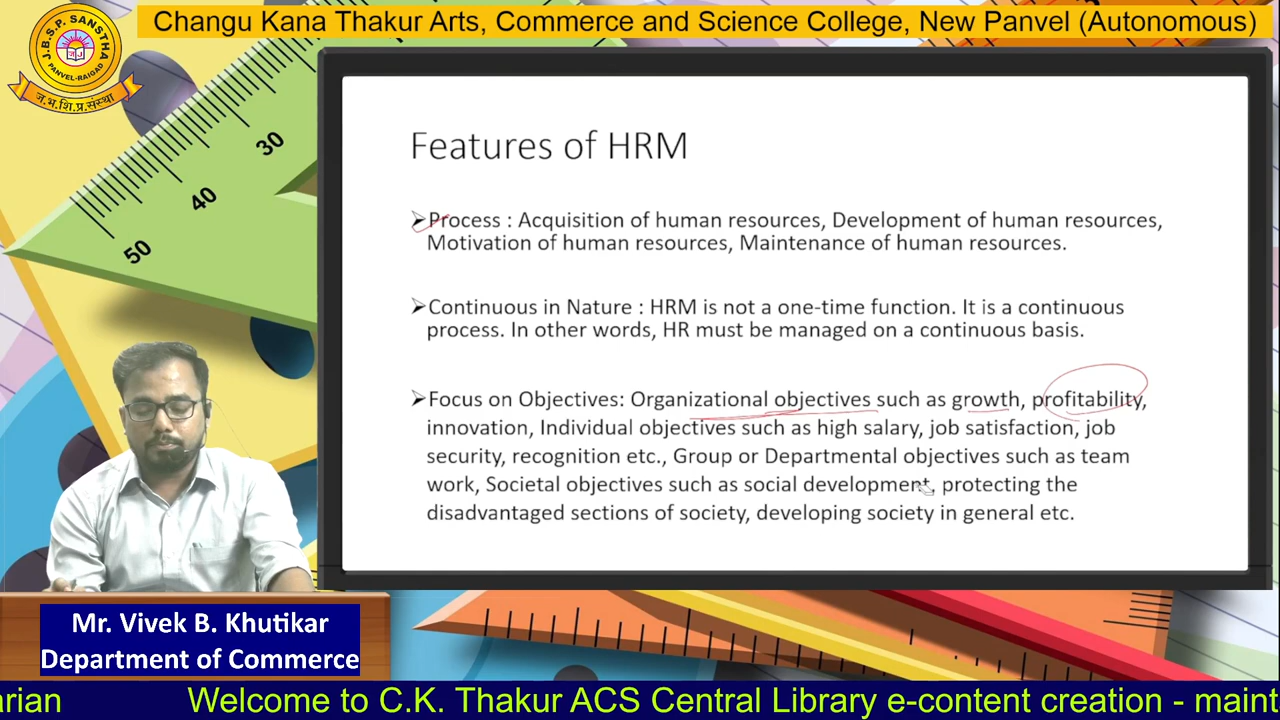 Changu Kana Thakur Arts, Commerce and Science College, New Panvel (Autonomous)
J.B.S.P. SANSTHA
PANVEL-RAIGAD
ज.भ.शि.प्र.संस्था
30
40
50
Features of HRM
➢Process : Acquisition of human resources, Development of human resources,
Motivation of human resources, Maintenance of human resources.
➢Continuous in Nature : HRM is not a one-time function. It is a continuous
process. In other words, HR must be managed on a continuous basis.
➢Focus on Objectives: Organizational objectives such as growth, profitability,
innovation, Individual objectives such as high salary, job satisfaction, job
security, recognition etc., Group or Departmental objectives such as team
work, Societal objectives such as social development, protecting the
disadvantaged sections of society, developing society in general etc.
Mr. Vivek B. Khutikar
Department of Commerce
arian Welcome to C.K. Thakur ACS Central Library e-content creation - maint